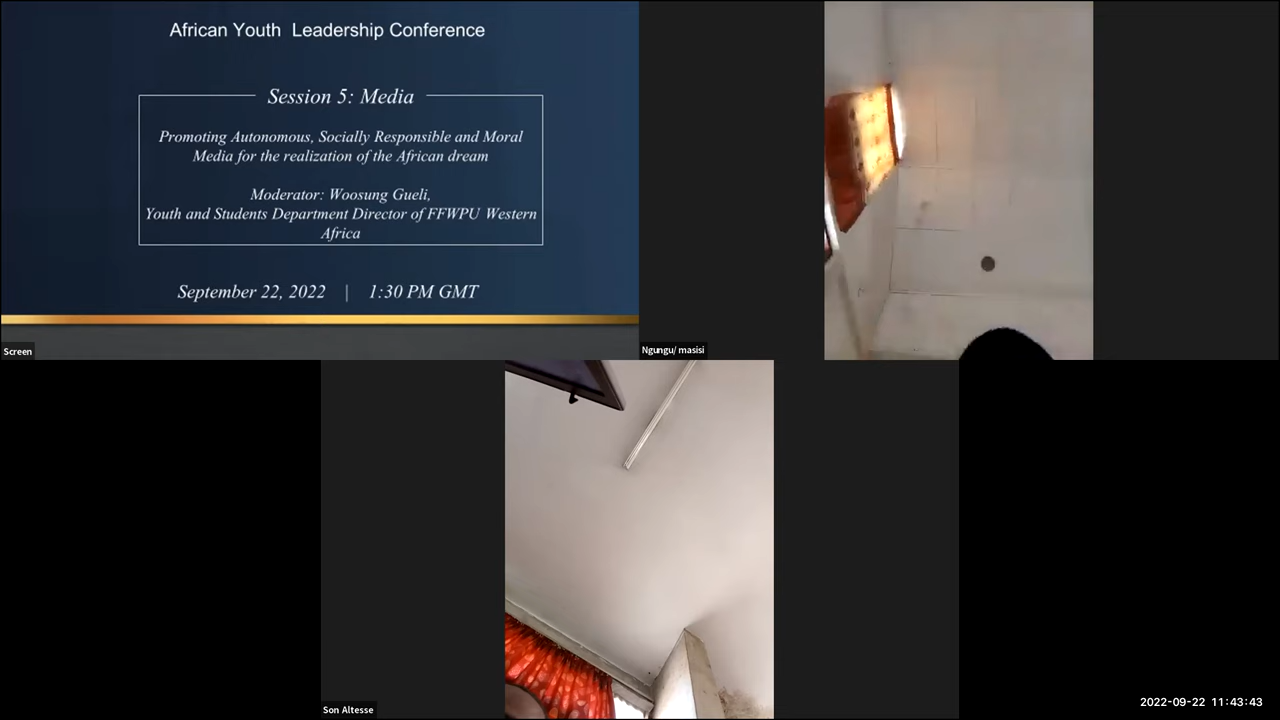 African Youth Leadership Conference
Session 5: Media
Promoting Autonomous, Socially Responsible and Moral
Media for the realization of the African dream
Moderator: Woosung Gueli,
Youth and Students Department Director of FFWPU Western
Africa
September 22, 2022 | 1:30 PM GMT
Screen
Ngungu/ masisi
Son Altesse
2022-09-22 11:43:43